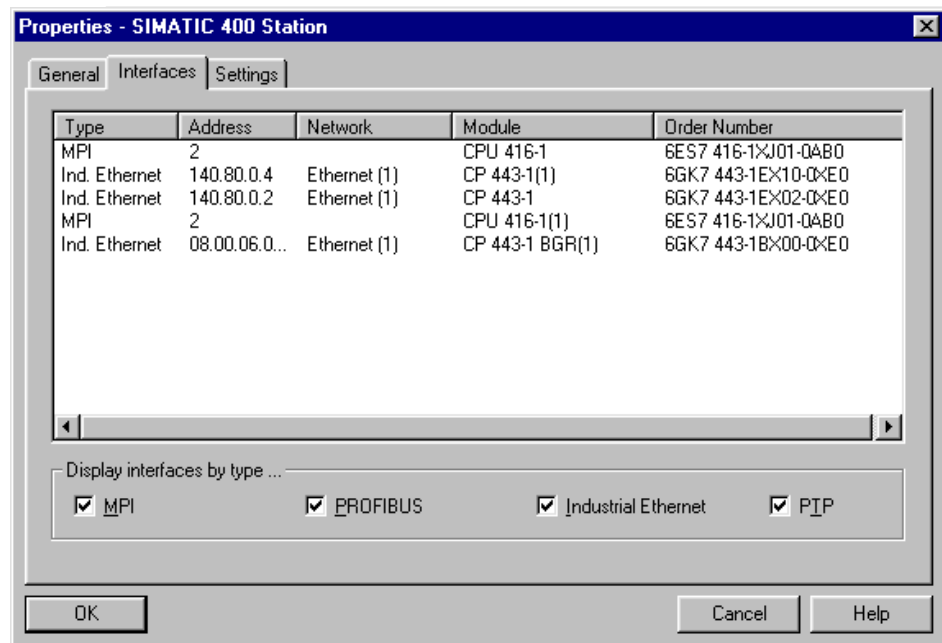 Properties - SIMATIC 400 Station
General Interfaces Settings
Type Address Network Module Order Number
MPI 2 CPU 416-1 6ES7 416-1XJ01-0AB0
Ind. Ethernet 140.80.0.4 Ethernet (1) CP 443-1(1) 6GK7 443-1EX10-0XE0
Ind. Ethernet 140.80.0.2 Ethernet (1) CP 443-1 6GK7 443-1EX02-0XE0
MPI 2 CPU 416-1(1) 6ES7 416-1XJ01-0AB0
Ind. Ethernet 08.00.06.0... Ethernet (1) CP 443-1 BGR(1) 6GK7 443-1BX00-0XE0
Display interfaces by type ...
MPI PROFIBUS Industrial Ethernet PTP
OK Cancel Help